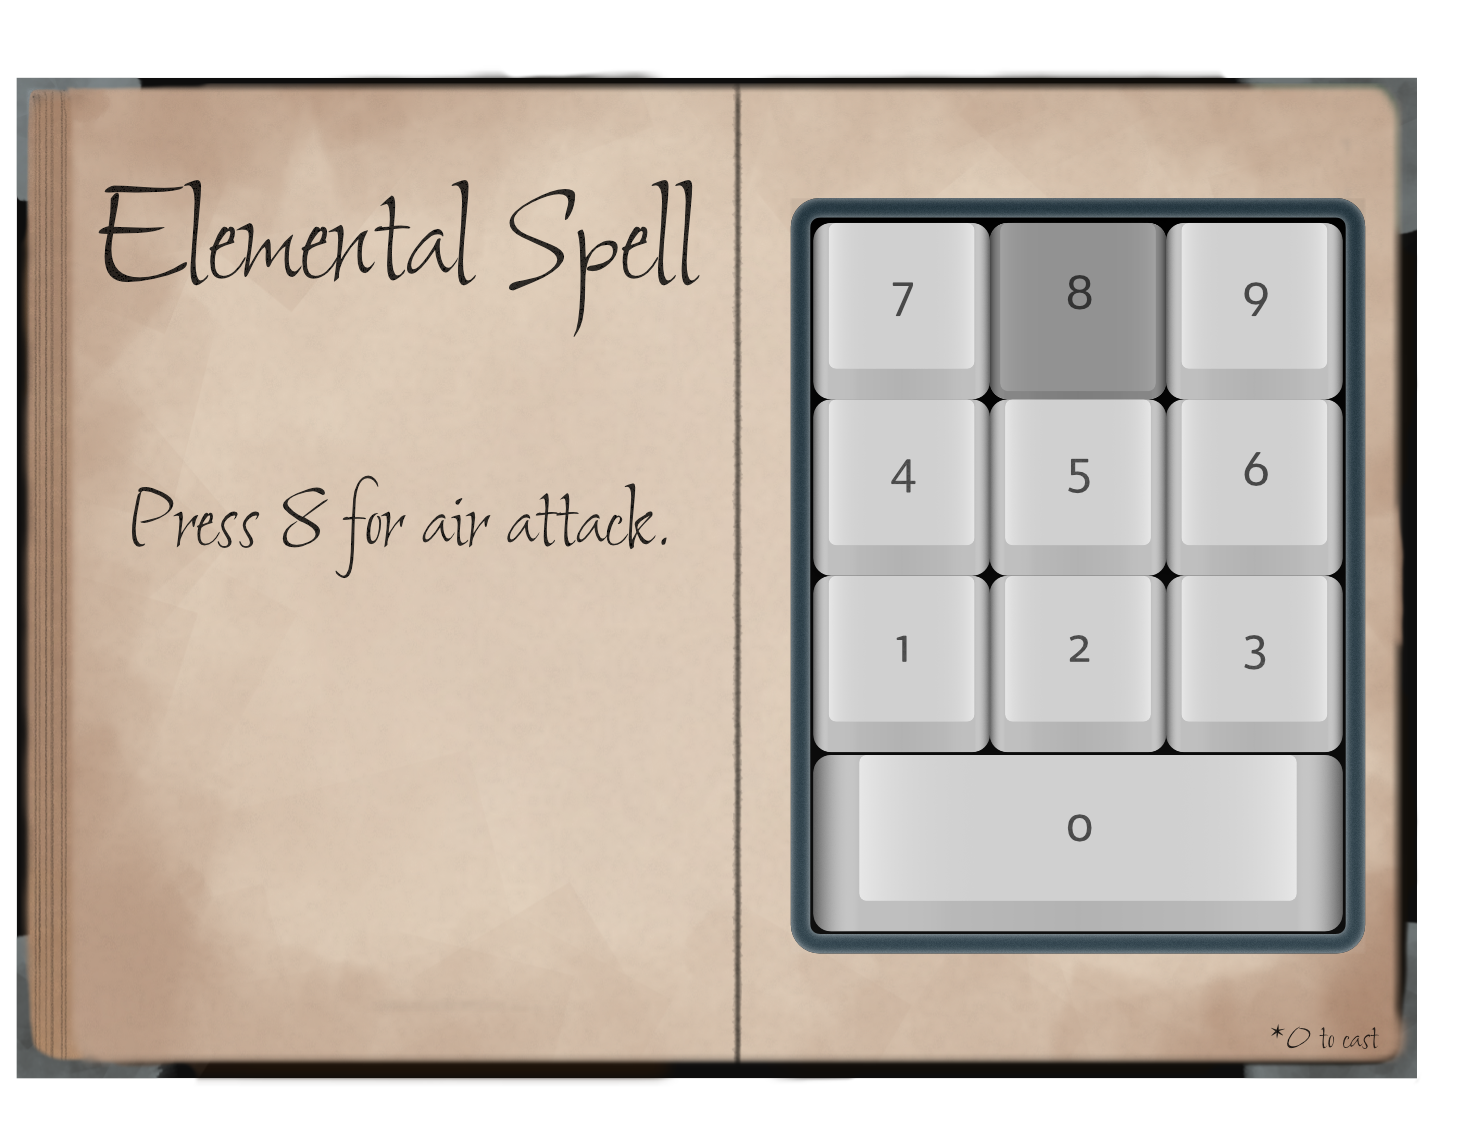 Elemental Spell
Press 8 for air attack.
7 8 9
4 5 6
1 2 3
0
*0 to cast